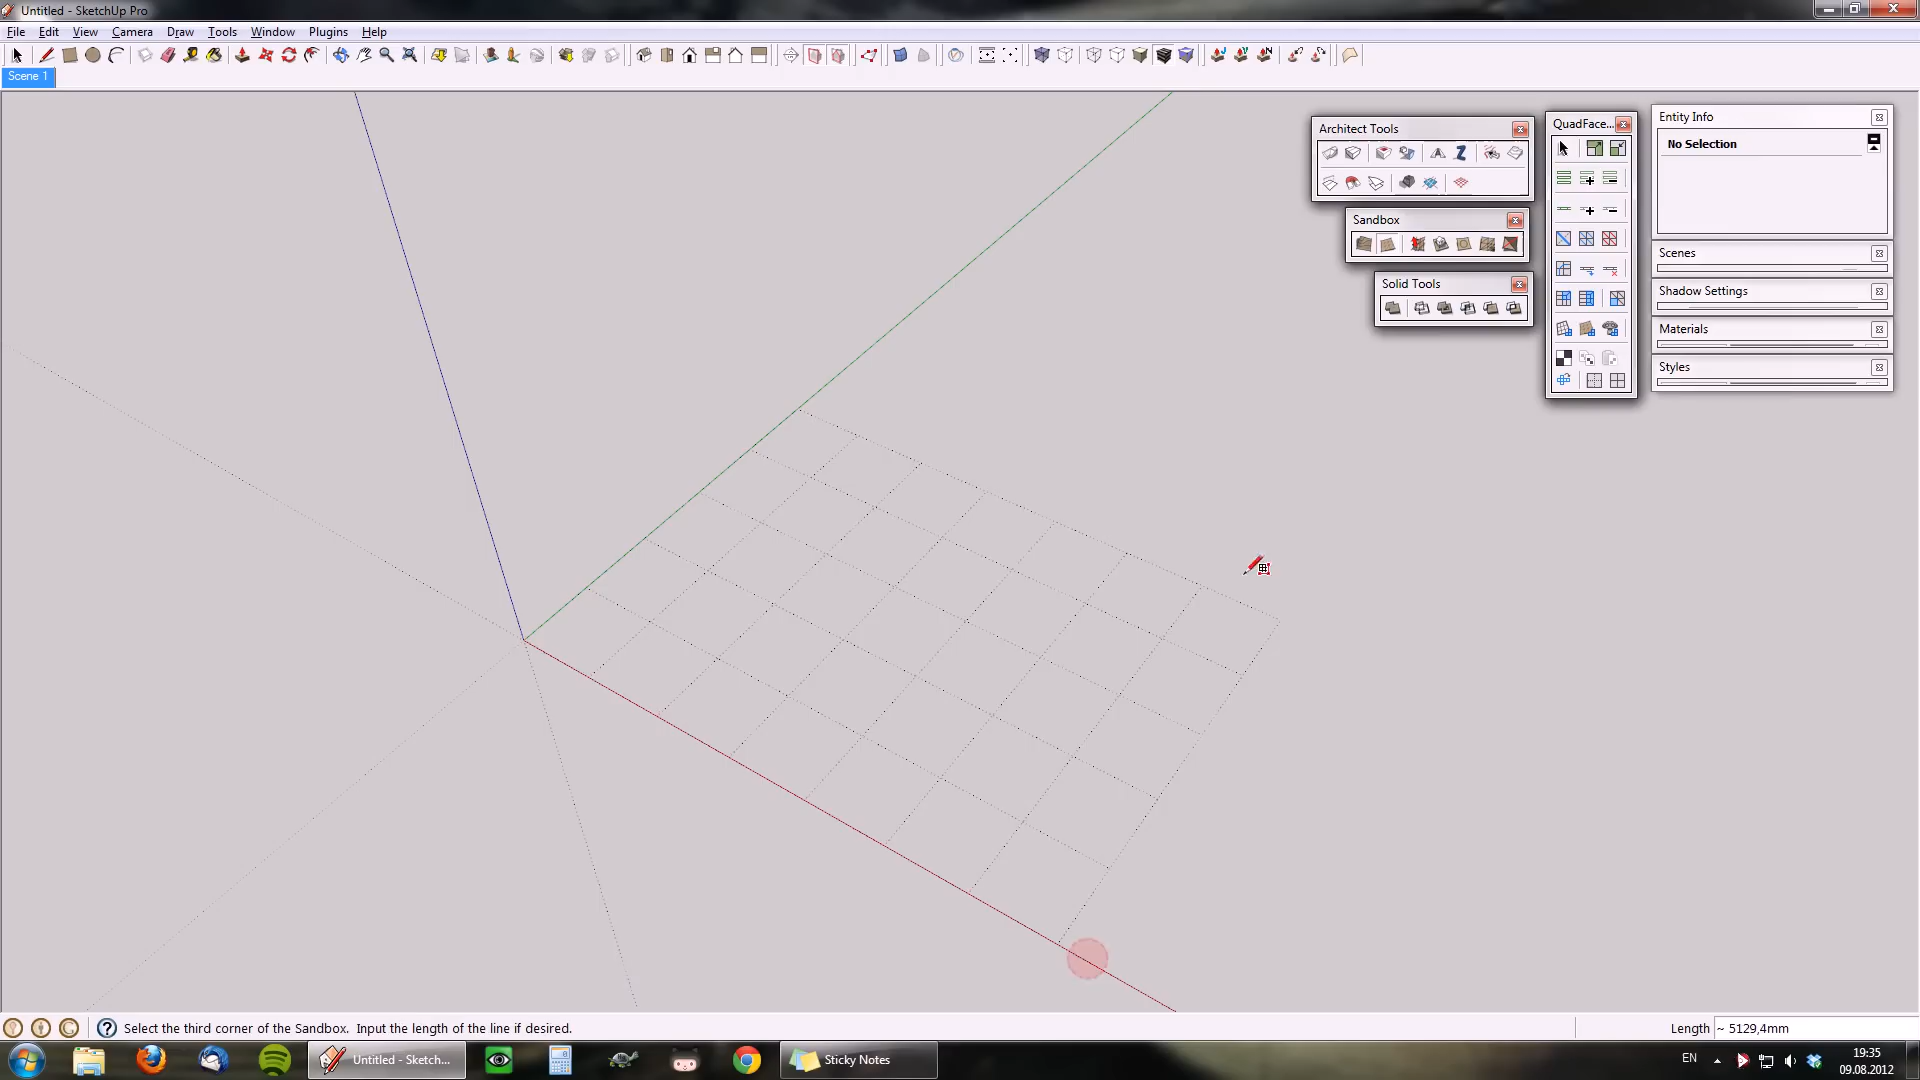 Untitled - SketchUp Pro
File Edit View Camera Draw Tools Window Plugins Help
Scene 1
Architect Tools
QuadFace...
Entity Info
No Selection
Sandbox
Solid Tools
Scenes
Shadow Settings
Materials
Styles
Select the third corner of the Sandbox. Input the length of the line if desired.
Length ~ 5129,4mm
Untitled - Sketch...
Sticky Notes
EN
19:35
09.08.2012